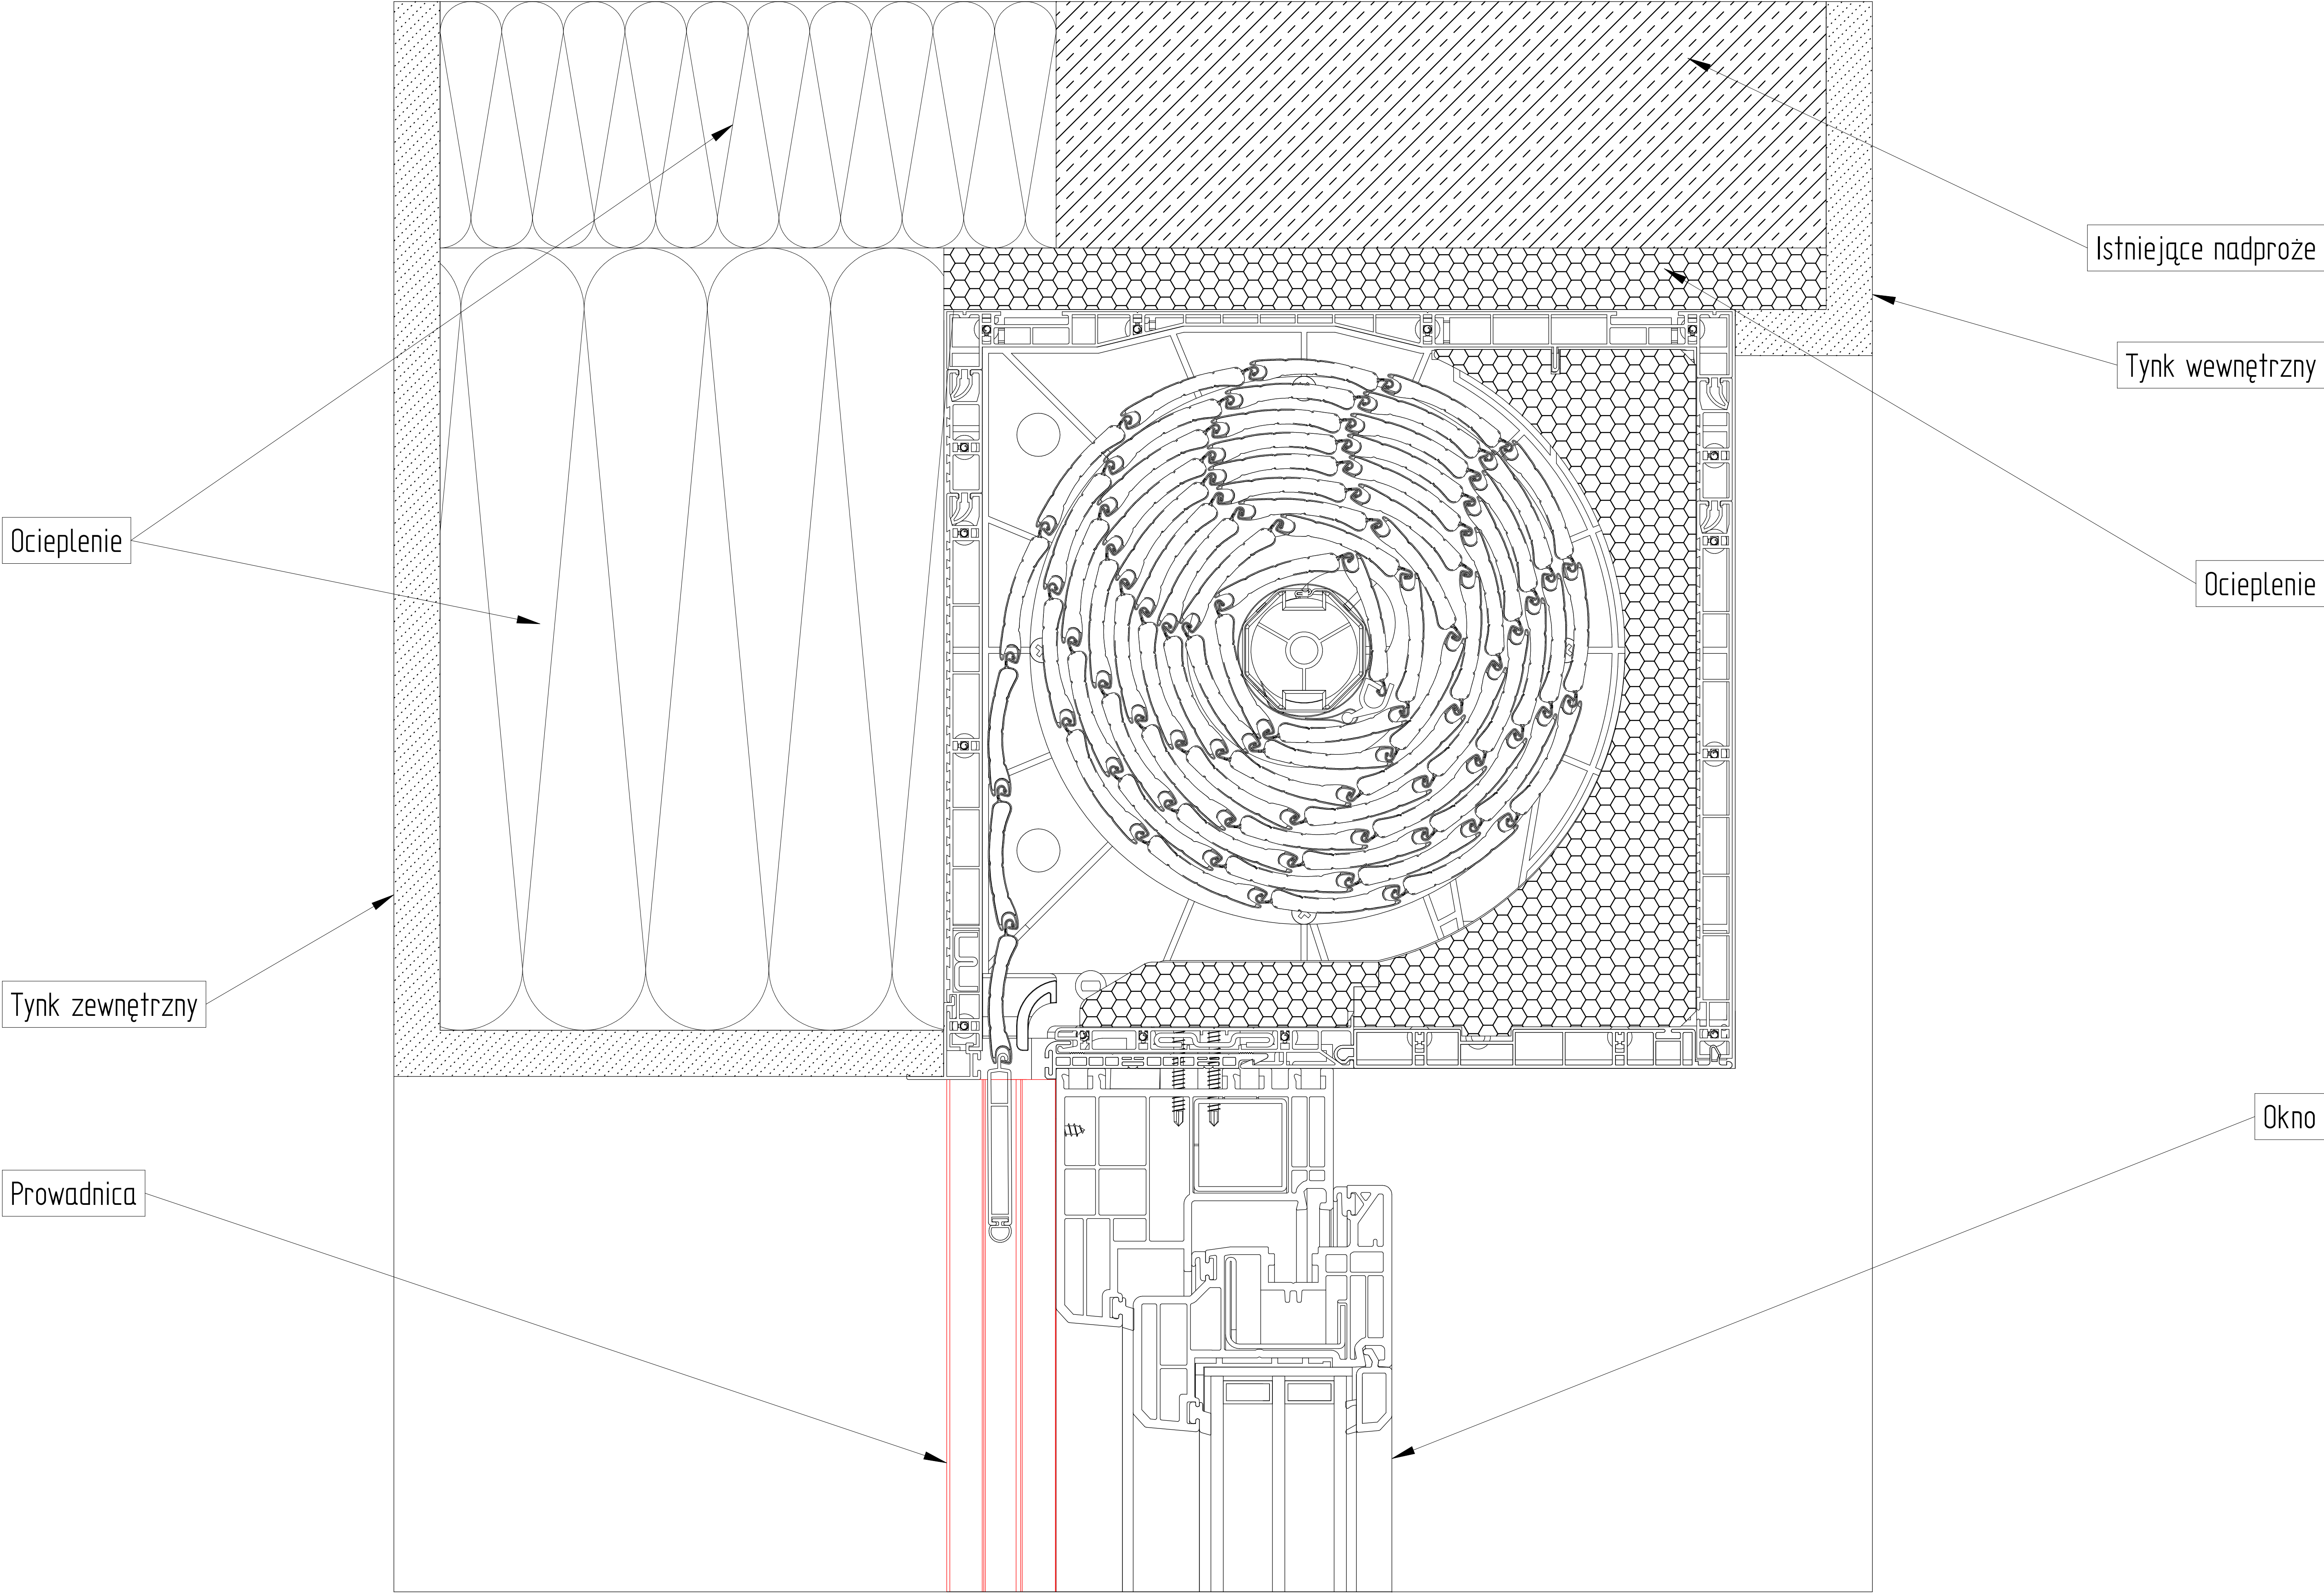 Istniejące nadproże
Tynk wewnętrzny
Ocieplenie
Ocieplenie
Tynk zewnętrzny
Okno
Prowadnica